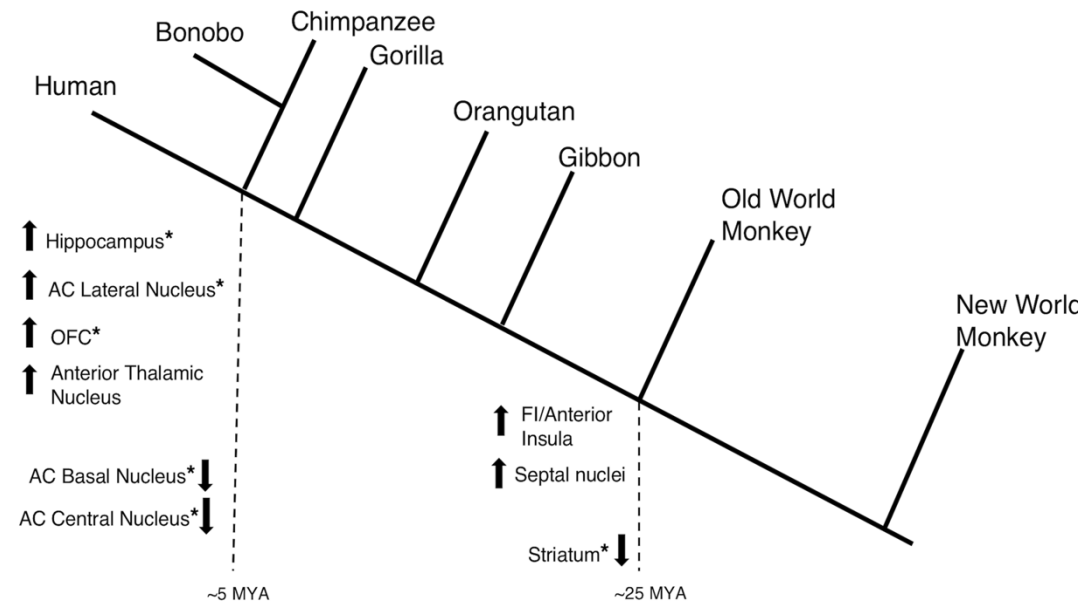 Chimpanzee
Bonobo
Gorilla
Human
Orangutan
Gibbon
Old World
Monkey
New World
Monkey
Hippocampus*
AC Lateral Nucleus*
OFC*
Anterior Thalamic
Nucleus
AC Basal Nucleus*
AC Central Nucleus*
FI/Anterior
Insula
Septal nuclei
Striatum*
~5 MYA
~25 MYA